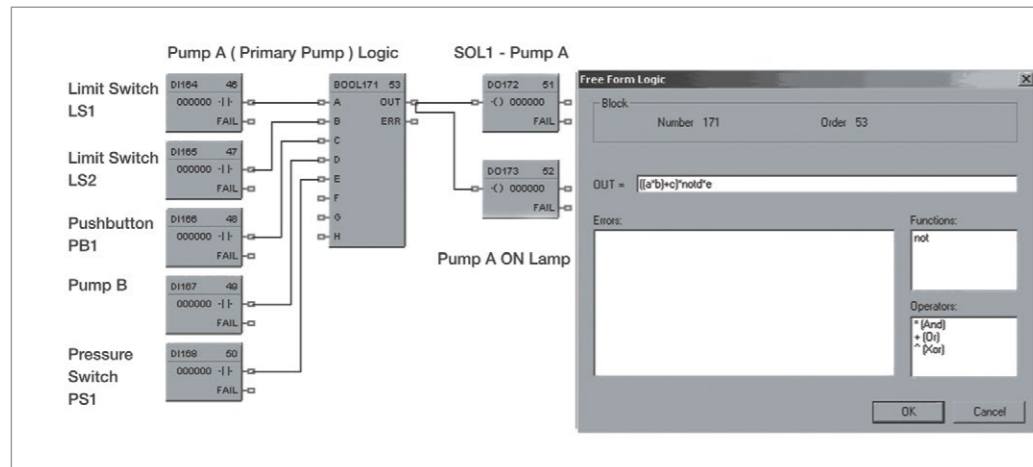 Pump A ( Primary Pump ) Logic
SOL1 - Pump A
Limit Switch
LS1
DI164 46
000000 -| |-
FAIL
Limit Switch
LS2
DI165 47
000000 -| |-
FAIL
Pushbutton
PB1
DI166 48
000000 -| |-
FAIL
Pump B
DI167 49
000000 -| |-
FAIL
Pressure
Switch
PS1
DI168 50
000000 -| |-
FAIL
BOOL171 53
A OUT
B ERR
C
D
E
F
G
H
DO172 51
-( ) 000000
FAIL
DO173 52
-( ) 000000
FAIL
Pump A ON Lamp
Free Form Logic
Block
Number 171 Order 53
OUT = ((a*b)+c)*notd*e
Errors:
Functions:
not
Operators:
* (And)
+ (Or)
^ (Xor)
OK Cancel